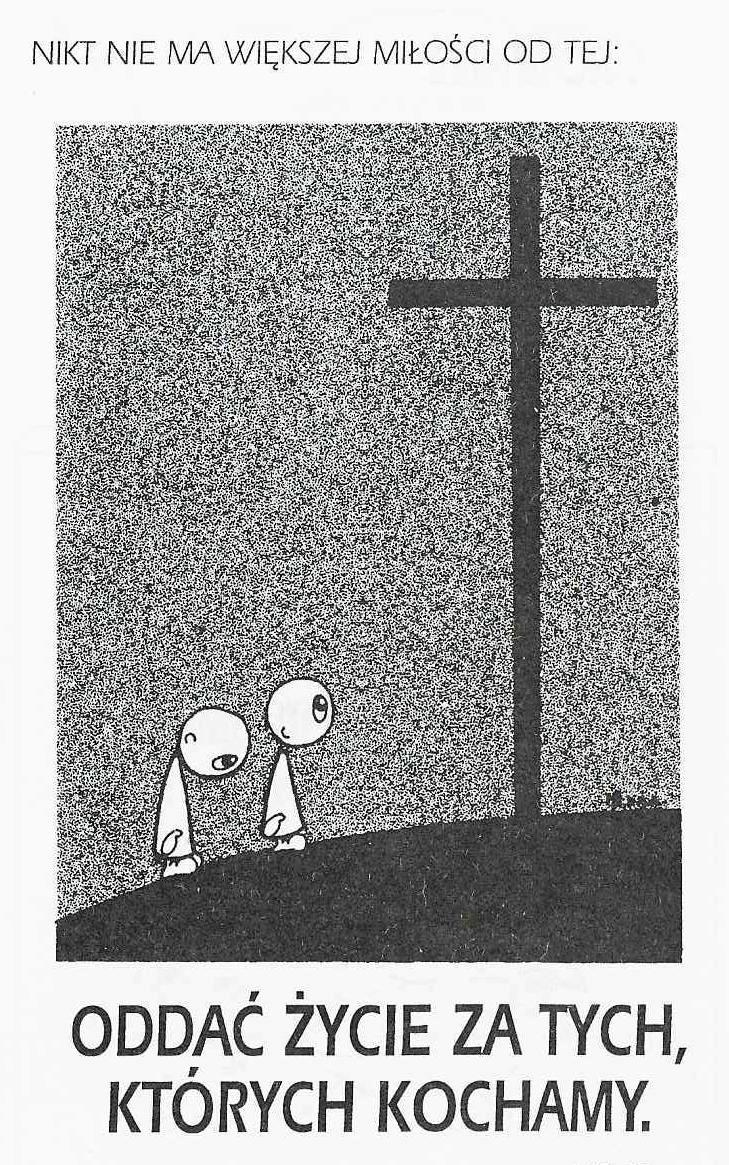 NIKT NIE MA WIĘKSZEJ MIŁOŚCI OD TEJ:
ODDAĆ ŻYCIE ZA TYCH,
KTÓRYCH KOCHAMY.